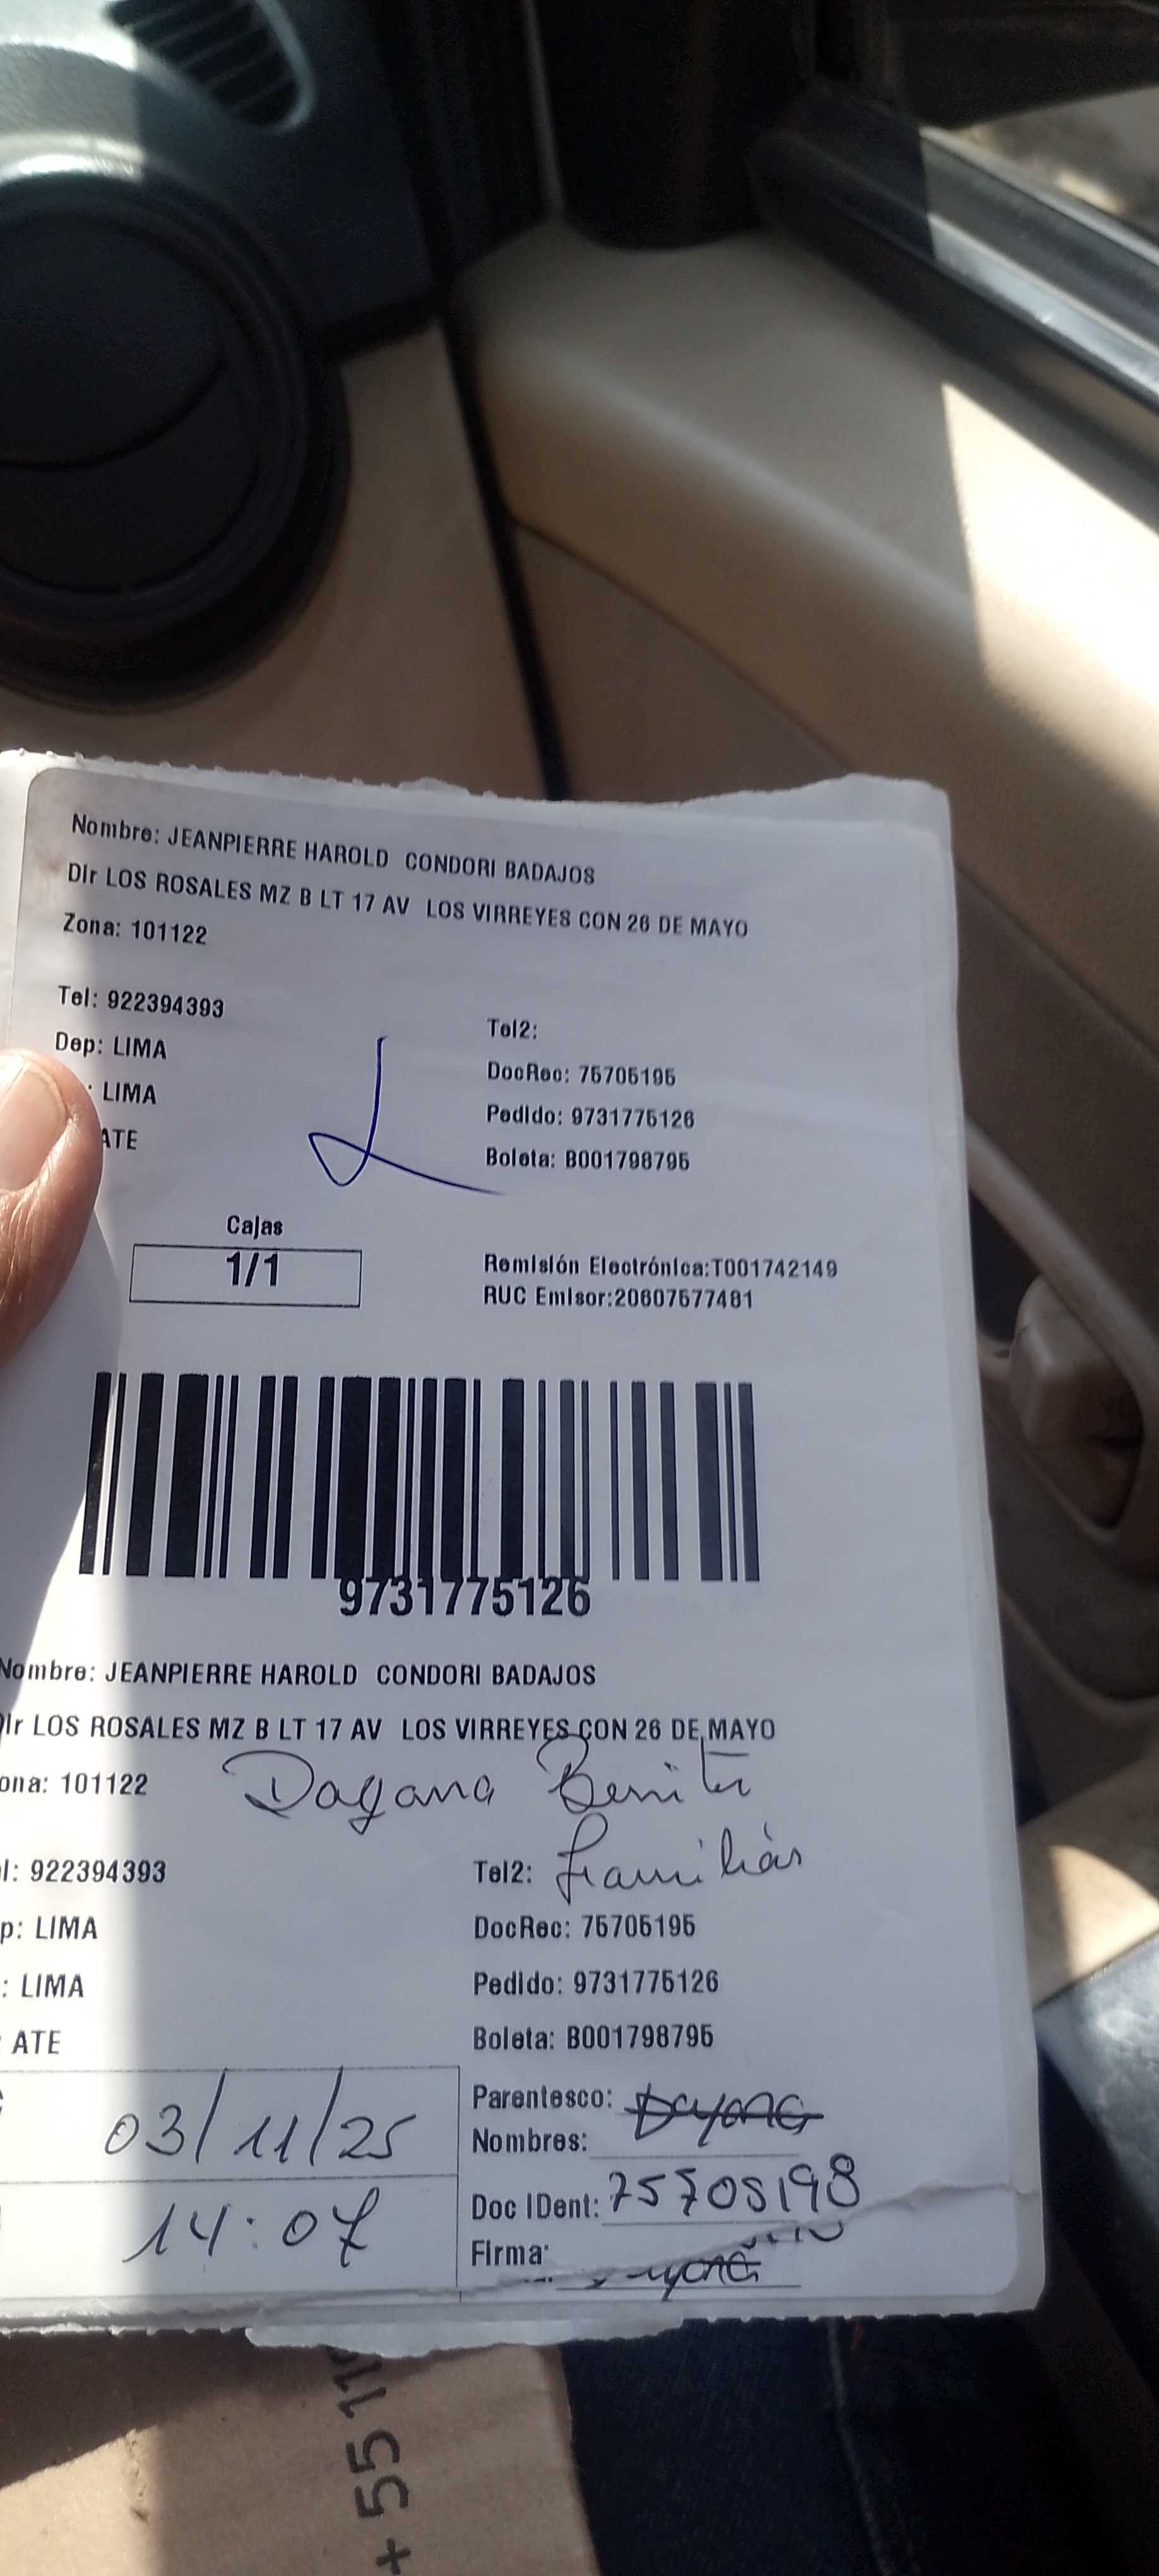 Nombre: JEANPIERRE HAROLD CONDORI BADAJOS
Dir LOS ROSALES MZ B LT 17 AV LOS VIRREYES CON 26 DE MAYO
Zona: 101122
Tel: 922394393
Tel2:
Dep: LIMA
DocRec: 75705195
: LIMA
Pedido: 9731775126
ATE
Boleta: B001798795
Cajas
1/1
Remisión Electrónica:T001742149
RUC Emisor:20607577481
9731775126
Nombre: JEANPIERRE HAROLD CONDORI BADAJOS
Dir LOS ROSALES MZ B LT 17 AV LOS VIRREYES CON 26 DE MAYO
ona: 101122
Dayana Benit
l: 922394393
Tel2: familiar
p: LIMA
DocRec: 75705195
: LIMA
Pedido: 9731775126
: ATE
Boleta: B001798795
03/11/25
Parentesco: Dayana
Nombres:
14:07
Doc IDent: 75705198
Firma:
+ 55 11